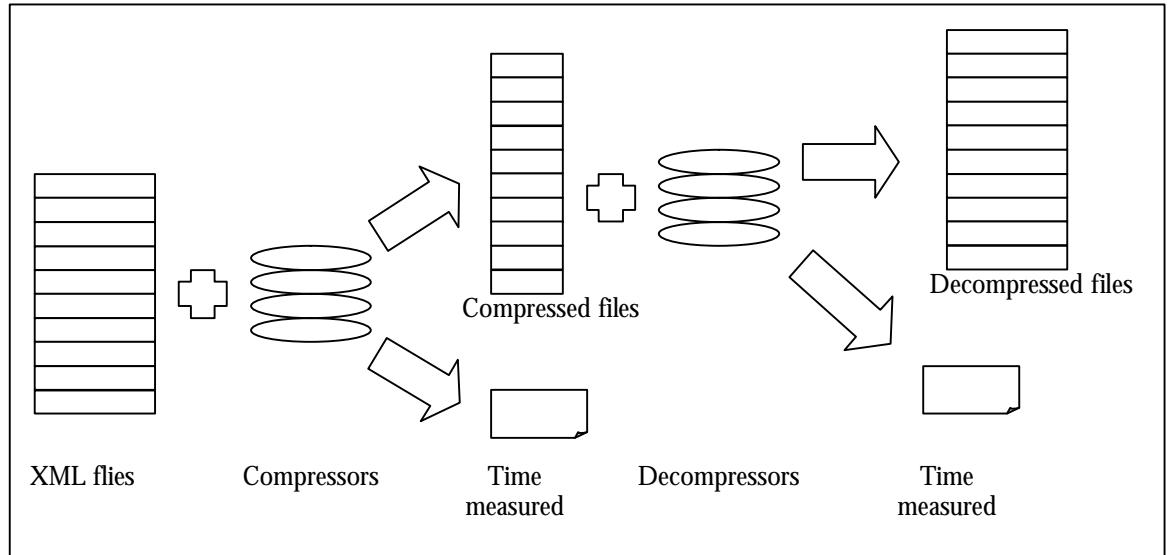 Compressed files
Decompressed files
XML flies
Compressors
Time
measured
Decompressors
Time
measured